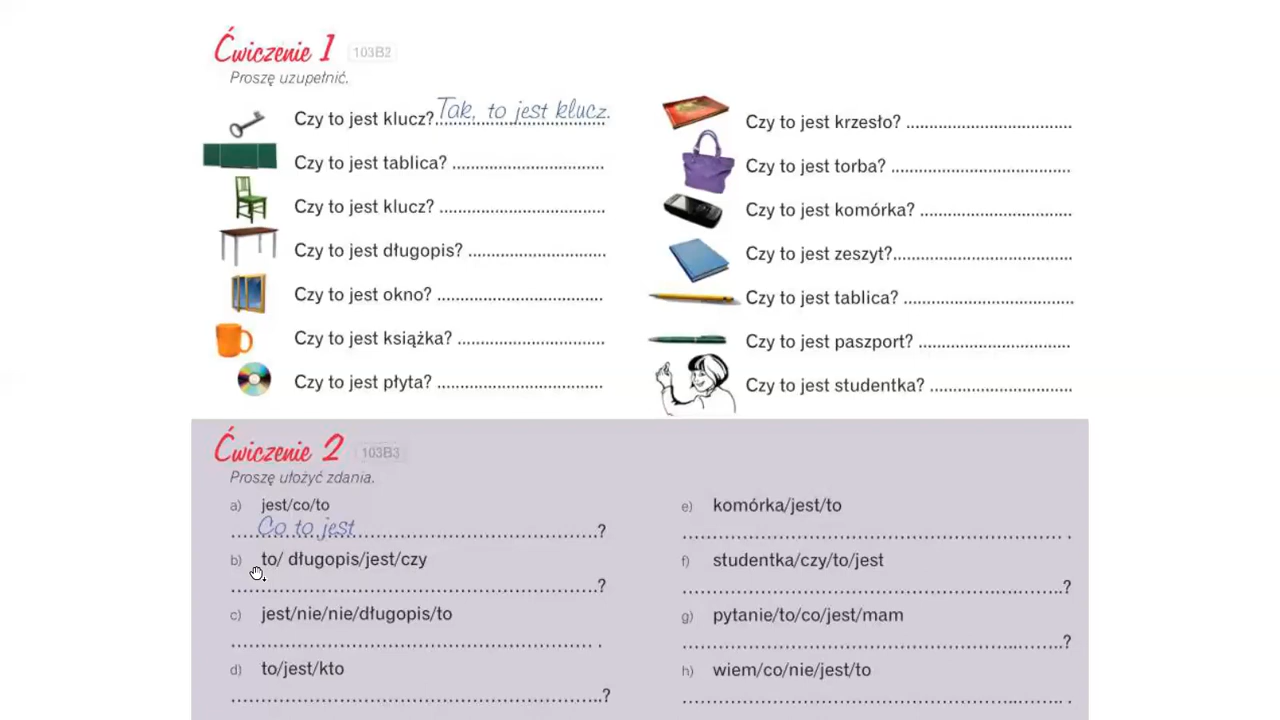 Ćwiczenie 1 103B2
Proszę uzupełnić.
Czy to jest klucz? Tak, to jest klucz.
Czy to jest tablica? ............................
Czy to jest klucz? ............................
Czy to jest długopis? ............................
Czy to jest okno? ............................
Czy to jest książka? ............................
Czy to jest płyta? ............................
Czy to jest krzesło? ............................
Czy to jest torba? ............................
Czy to jest komórka? ............................
Czy to jest zeszyt? ............................
Czy to jest tablica? ............................
Czy to jest paszport? ............................
Czy to jest studentka? ............................
Ćwiczenie 2 103B3
Proszę ułożyć zdania.
a) jest/co/to
Co to jest ............................?
b) to/ długopis/jest/czy
............................?
c) jest/nie/nie/długopis/to
............................ .
d) to/jest/kto
............................?
e) komórka/jest/to
............................ .
f) studentka/czy/to/jest
............................?
g) pytanie/to/co/jest/mam
............................?
h) wiem/co/nie/jest/to
............................ .